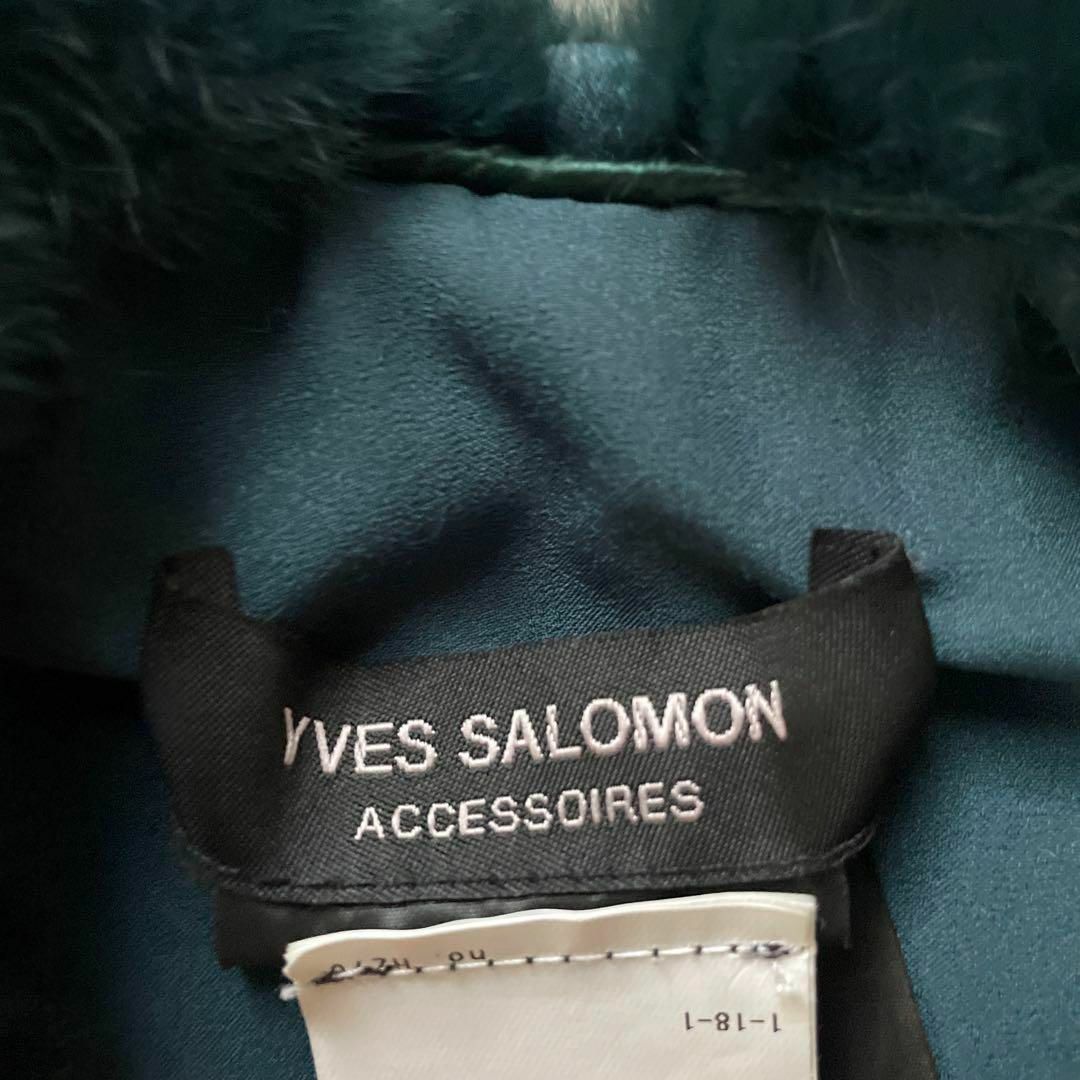 YVES SALOMON
ACCESSOIRES
1-18-1